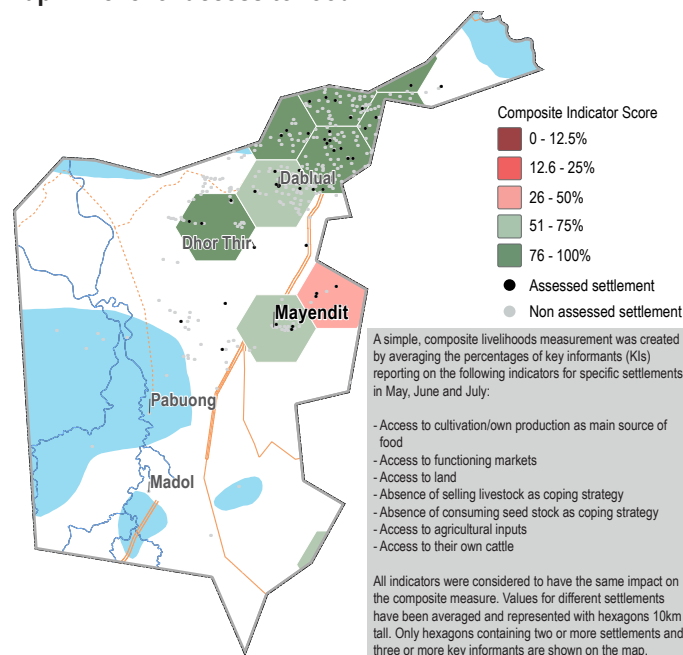 Composite Indicator Score
0 - 12.5%
12.6 - 25%
26 - 50%
51 - 75%
76 - 100%
Assessed settlement
Non assessed settlement
Dablual
Dhor Thir
Mayendit
Pabuong
Madol
A simple, composite livelihoods measurement was created
by averaging the percentages of key informants (KIs)
reporting on the following indicators for specific settlements
in May, June and July:
- Access to cultivation/own production as main source of
food
- Access to functioning markets
- Access to land
- Absence of selling livestock as coping strategy
- Absence of consuming seed stock as coping strategy
- Access to agricultural inputs
- Access to their own cattle
All indicators were considered to have the same impact on
the composite measure. Values for different settlements
have been averaged and represented with hexagons 10km
tall. Only hexagons containing two or more settlements and
three or more key informants are shown on the map.